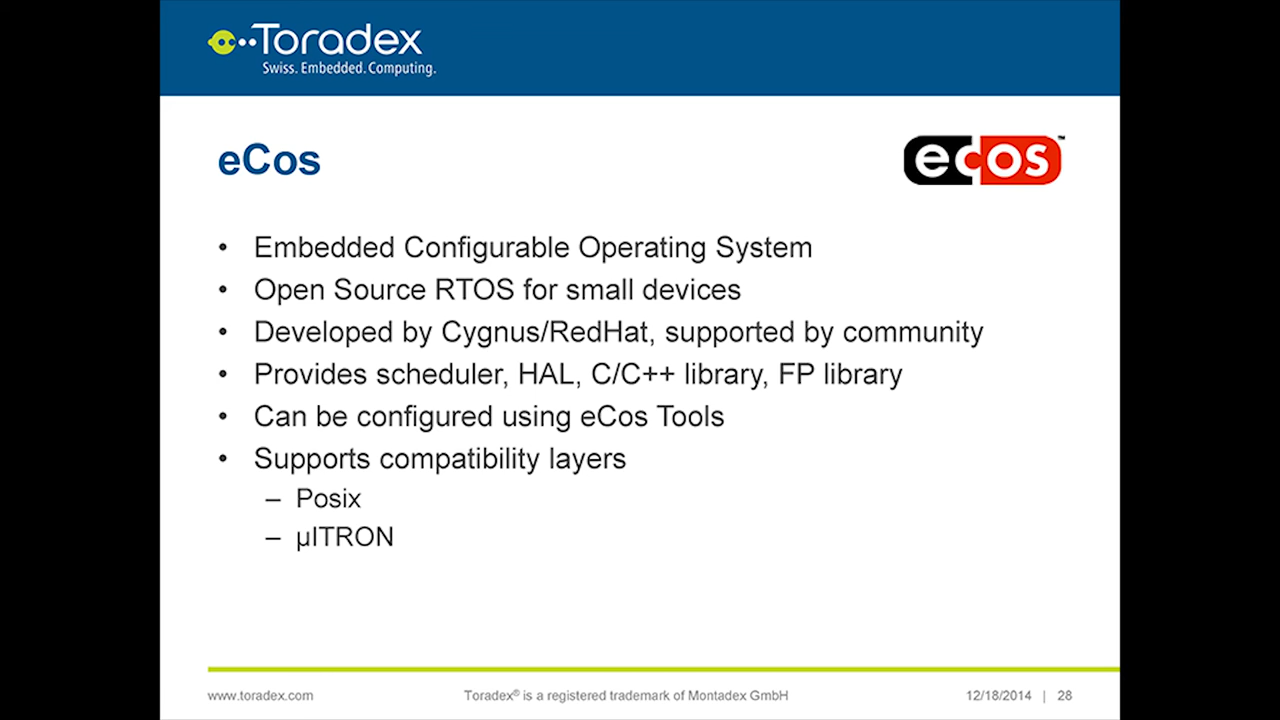 Toradex
Swiss. Embedded. Computing.
eCos
ecos™
• Embedded Configurable Operating System
• Open Source RTOS for small devices
• Developed by Cygnus/RedHat, supported by community
• Provides scheduler, HAL, C/C++ library, FP library
• Can be configured using eCos Tools
• Supports compatibility layers
– Posix
– µITRON
www.toradex.com
Toradex® is a registered trademark of Montadex GmbH
12/18/2014 | 28